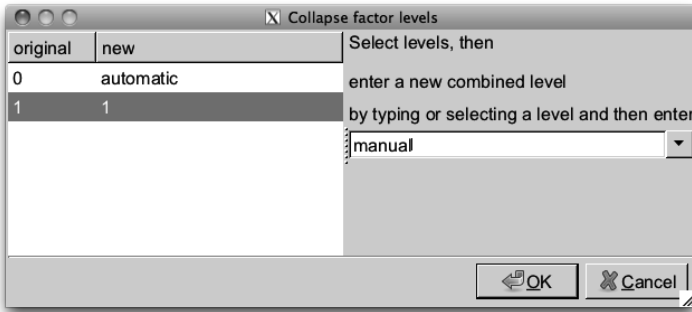 X Collapse factor levels
original new
0 automatic
1 1
Select levels, then
enter a new combined level
by typing or selecting a level and then enter
manual
OK Cancel